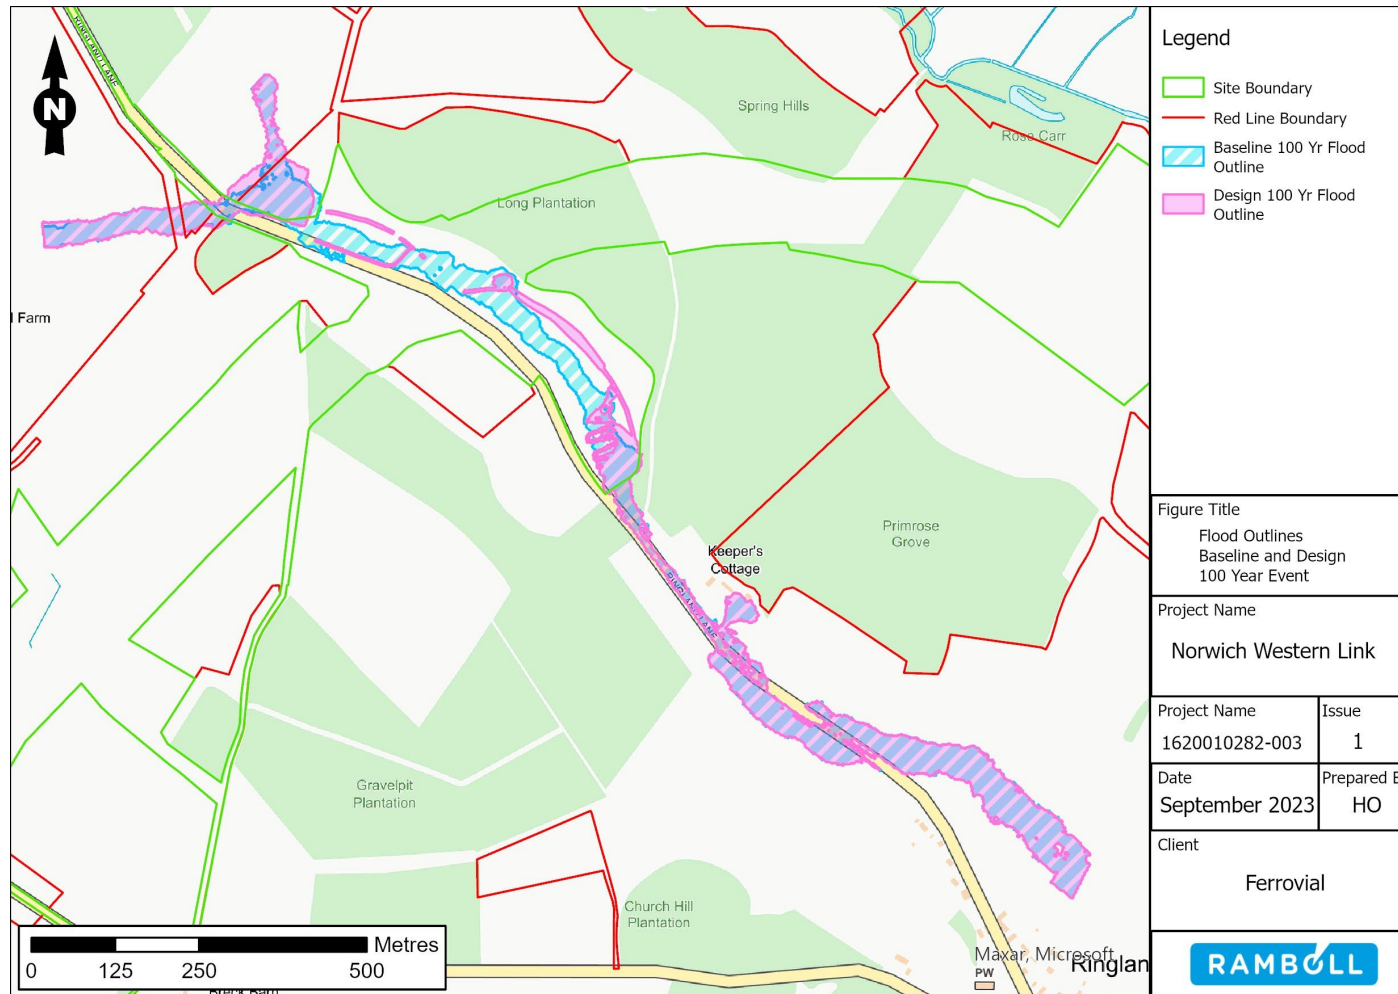 RINGLAND LANE
N
Spring Hills
Rose Carr
Long Plantation
l Farm
Primrose
Grove
Keeper's
Cottage
RINGLAND LANE
Gravelpit
Plantation
Church Hill
Plantation
Maxar, Microsoft
Ringlan
PW
Metres
0 125 250 500
Legend
Site Boundary
Red Line Boundary
Baseline 100 Yr Flood
Outline
Design 100 Yr Flood
Outline
Figure Title
Flood Outlines
Baseline and Design
100 Year Event
Project Name
Norwich Western Link
Project Name
Issue
1620010282-003
1
Date
Prepared B
September 2023
HO
Client
Ferrovial
RAMBOLL